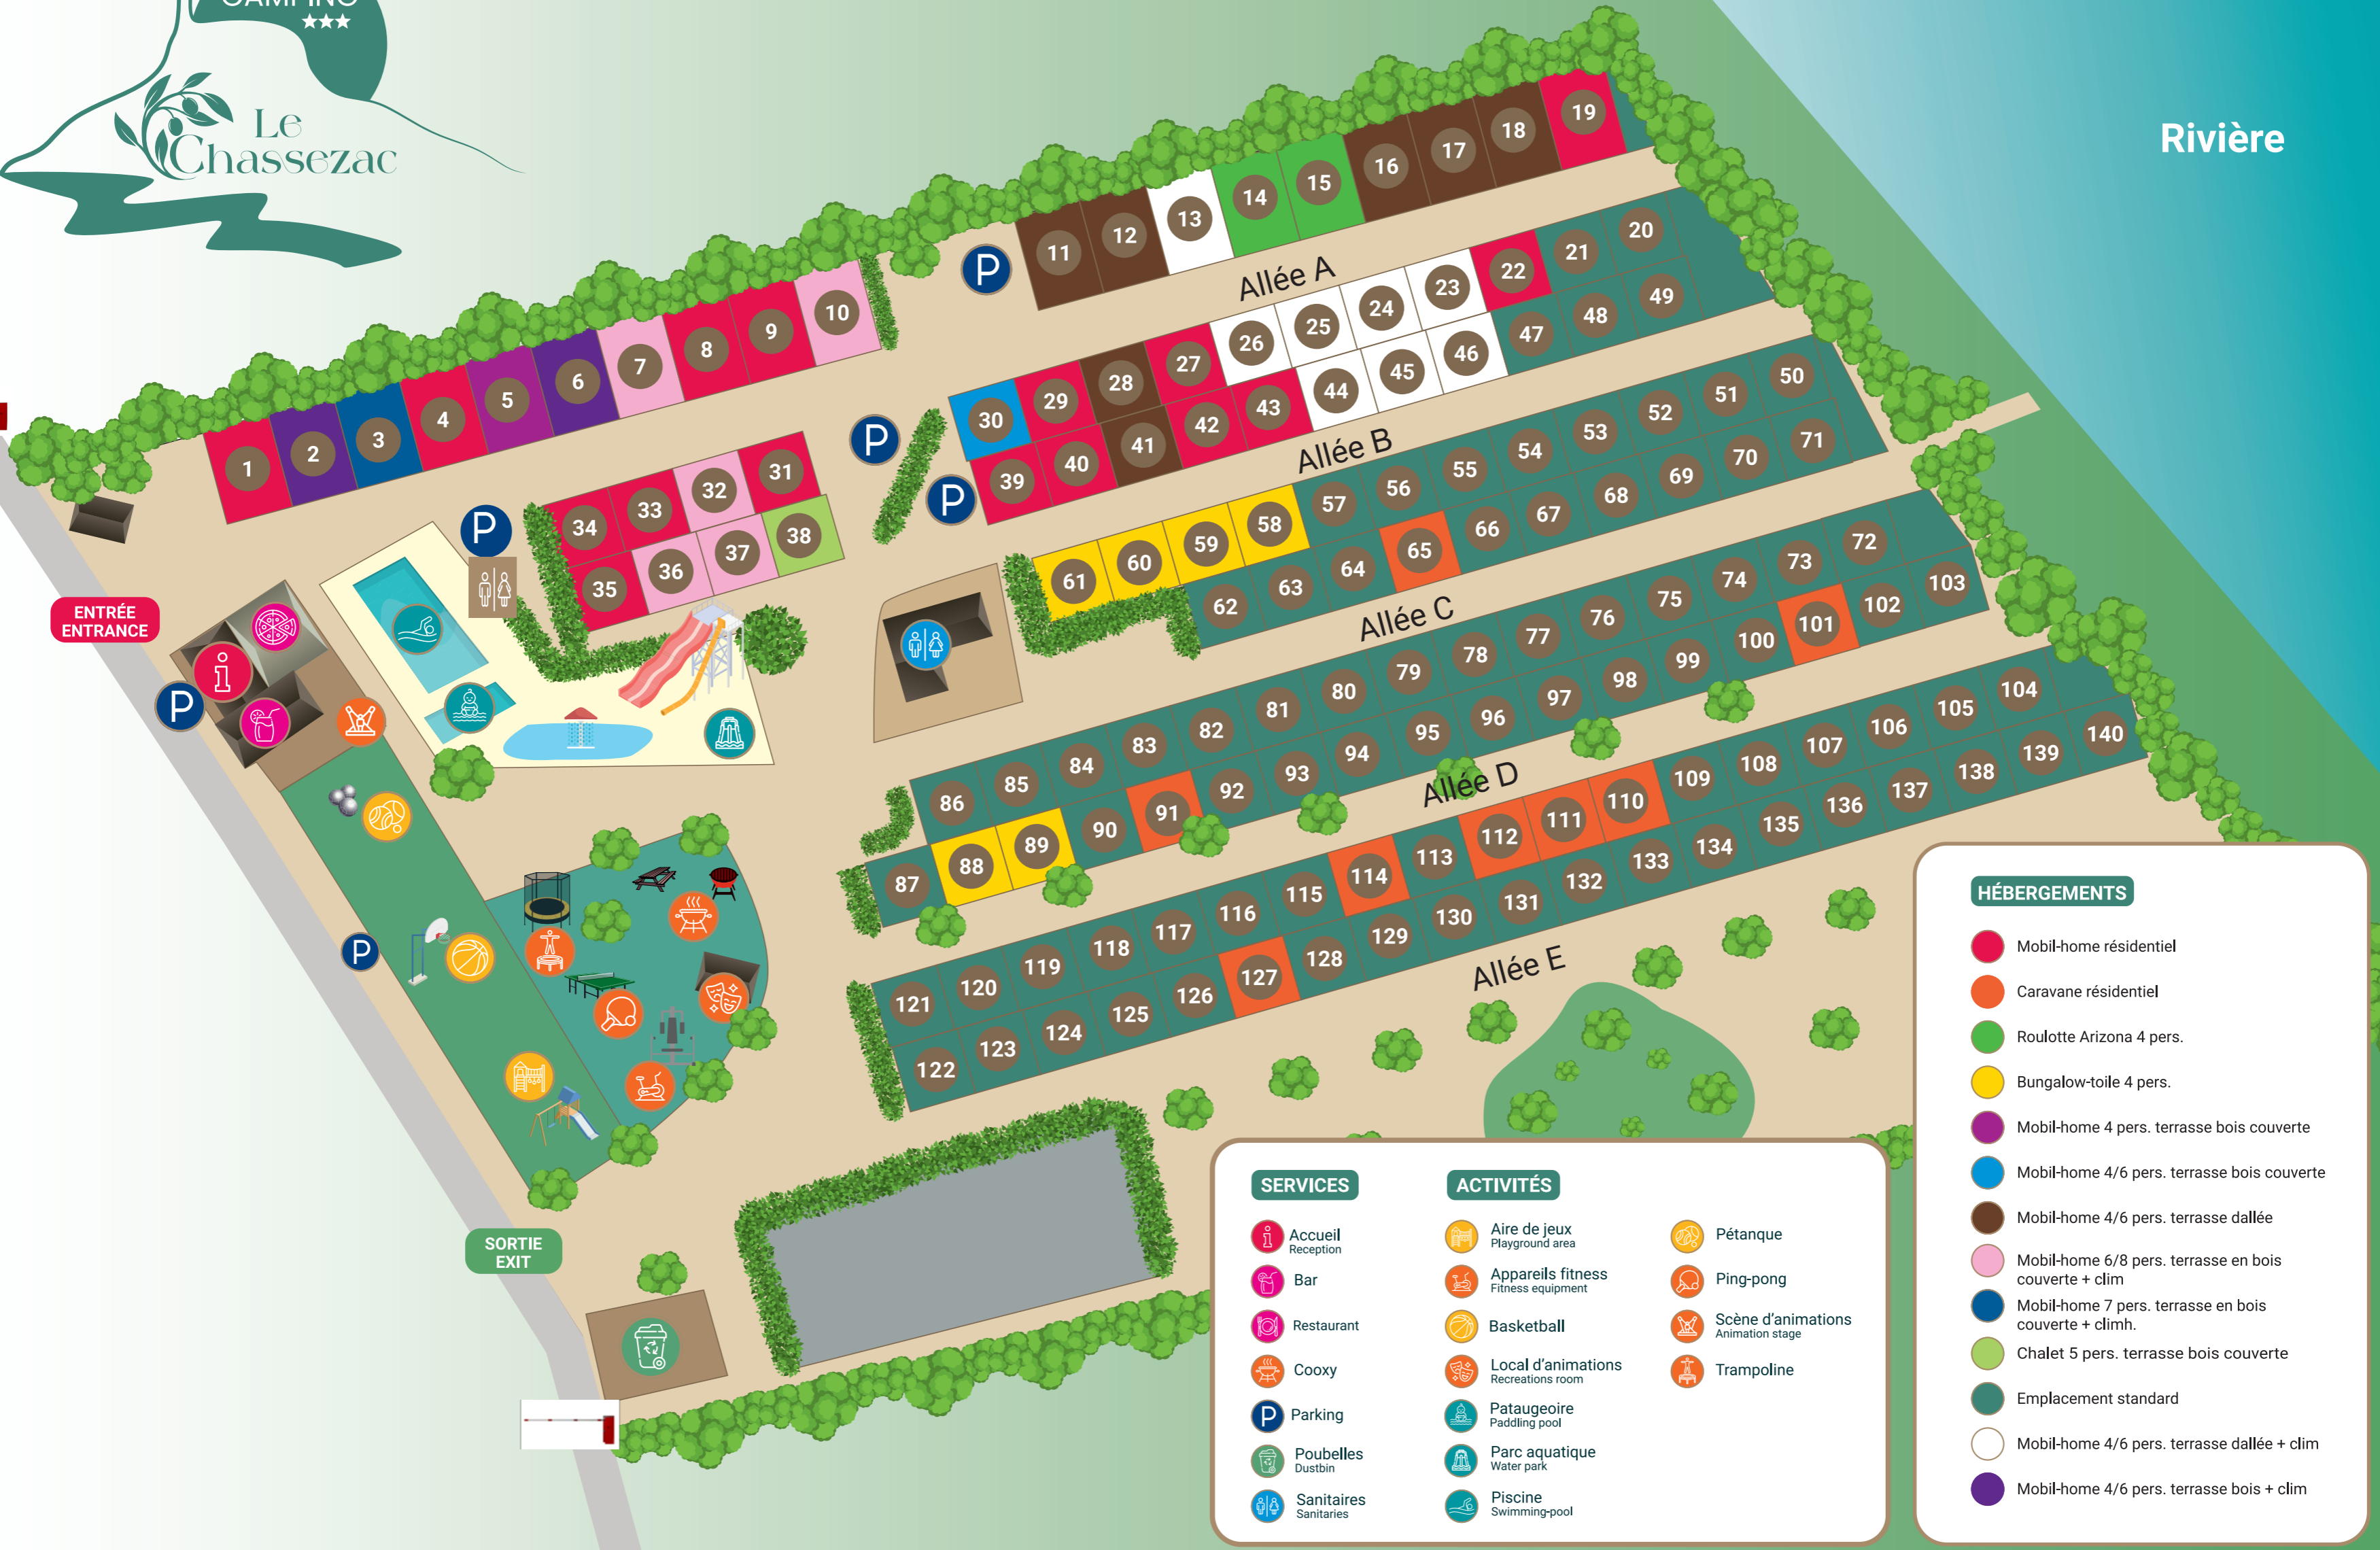 CAMPING
Le
Chassezac
Rivière
ENTRÉE
ENTRANCE
SORTIE
EXIT
P
P
P
P
P
P
1 2 3 4 5 6 7 8 9 10
11 12 13 14 15 16 17 18 19
Allée A
30 29 28 27 26 25 24 23 22 21 20
39 40 41 42 43 44 45 46 47 48 49
34 33 32 31
35 36 37 38
Allée B
61 60 59 58 57 56 55 54 53 52 51 50
62 63 64 65 66 67 68 69 70 71
Allée C
86 85 84 83 82 81 80 79 78 77 76 75 74 73 72
87 88 89 90 91 92 93 94 95 96 97 98 99 100 101 102 103
Allée D
121 120 119 118 117 116 115 114 113 112 111 110 109 108 107 106 105 104
122 123 124 125 126 127 128 129 130 131 132 133 134 135 136 137 138 139 140
Allée E
SERVICES
Accueil
Reception
Bar
Restaurant
Cooxy
P Parking
Poubelles
Dustbin
Sanitaires
Sanitaries
ACTIVITÉS
Aire de jeux
Playground area
Appareils fitness
Fitness equipment
Basketball
Local d'animations
Recreations room
Pataugeoire
Paddling pool
Parc aquatique
Water park
Piscine
Swimming-pool
Pétanque
Ping-pong
Scène d'animations
Animation stage
Trampoline
HÉBERGEMENTS
Mobil-home résidentiel
Caravane résidentiel
Roulotte Arizona 4 pers.
Bungalow-toile 4 pers.
Mobil-home 4 pers. terrasse bois couverte
Mobil-home 4/6 pers. terrasse bois couverte
Mobil-home 4/6 pers. terrasse dallée
Mobil-home 6/8 pers. terrasse en bois
couverte + clim
Mobil-home 7 pers. terrasse en bois
couverte + climh.
Chalet 5 pers. terrasse bois couverte
Emplacement standard
Mobil-home 4/6 pers. terrasse dallée + clim
Mobil-home 4/6 pers. terrasse bois + clim